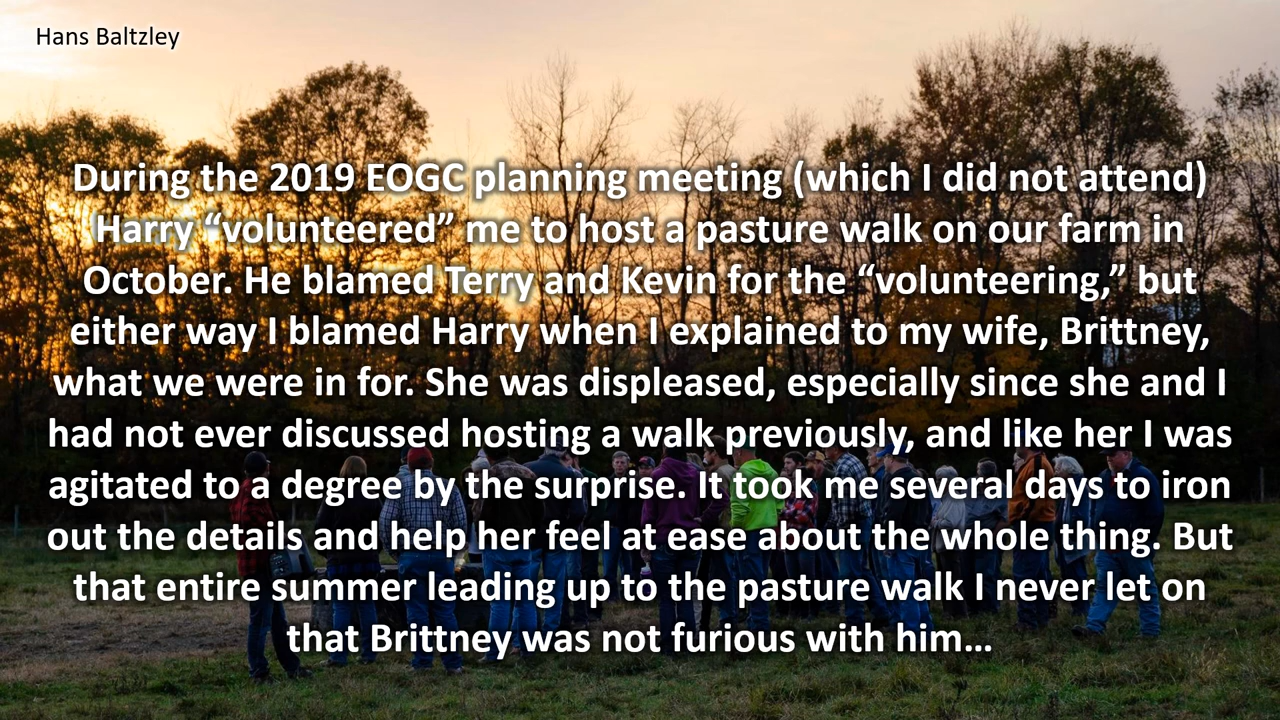 Hans Baltzley
During the 2019 EOGC planning meeting (which I did not attend)
Harry “volunteered” me to host a pasture walk on our farm in
October. He blamed Terry and Kevin for the “volunteering,” but
either way I blamed Harry when I explained to my wife, Brittney,
what we were in for. She was displeased, especially since she and I
had not ever discussed hosting a walk previously, and like her I was
agitated to a degree by the surprise. It took me several days to iron
out the details and help her feel at ease about the whole thing. But
that entire summer leading up to the pasture walk I never let on
that Brittney was not furious with him…